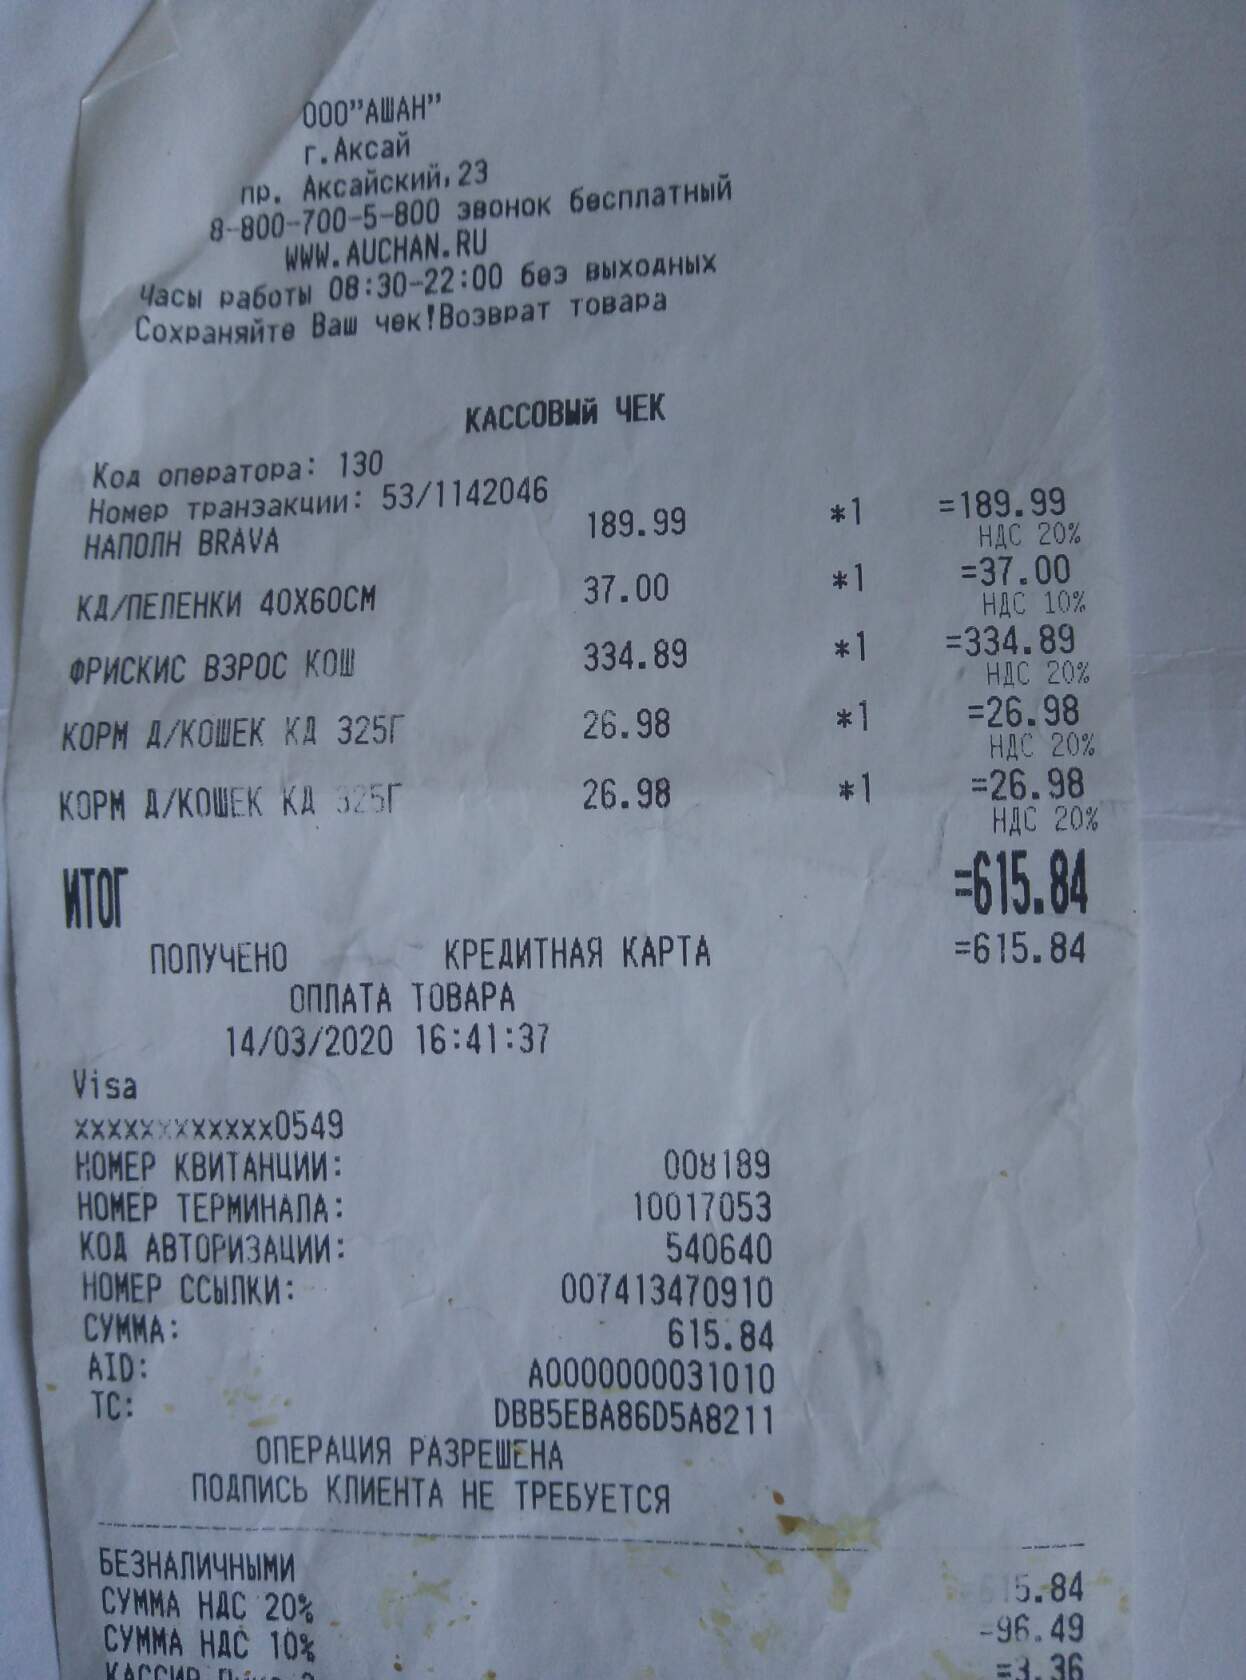 ООО"АШАН"
г.Аксай
пр. Аксайский,23
8-800-700-5-800 звонок бесплатный
WWW.AUCHAN.RU
Часы работы 08:30-22:00 без выходных
Сохраняйте Ваш чек!Возврат товара
КАССОВЫЙ ЧЕК
Код оператора: 130
Номер транзакции: 53/1142046
НАПОЛН BRAVA 189.99 *1 =189.99
НДС 20%
КД/ПЕЛЕНКИ 40X60СМ 37.00 *1 =37.00
НДС 10%
ФРИСКИС ВЗРОС КОШ 334.89 *1 =334.89
НДС 20%
КОРМ Д/КОШЕК КД 325Г 26.98 *1 =26.98
НДС 20%
КОРМ Д/КОШЕК КД 325Г 26.98 *1 =26.98
НДС 20%
ИТОГ =615.84
ПОЛУЧЕНО КРЕДИТНАЯ КАРТА =615.84
ОПЛАТА ТОВАРА
14/03/2020 16:41:37
Visa
xxxxxxxxxxxx0549
НОМЕР КВИТАНЦИИ: 008189
НОМЕР ТЕРМИНАЛА: 10017053
КОД АВТОРИЗАЦИИ: 540640
НОМЕР ССЫЛКИ: 007413470910
СУММА: 615.84
AID: A0000000031010
TC: DBB5EBA86D5A8211
ОПЕРАЦИЯ РАЗРЕШЕНА
ПОДПИСЬ КЛИЕНТА НЕ ТРЕБУЕТСЯ
БЕЗНАЛИЧНЫМИ =615.84
СУММА НДС 20% =96.49
СУММА НДС 10% =3.36
КАССИР